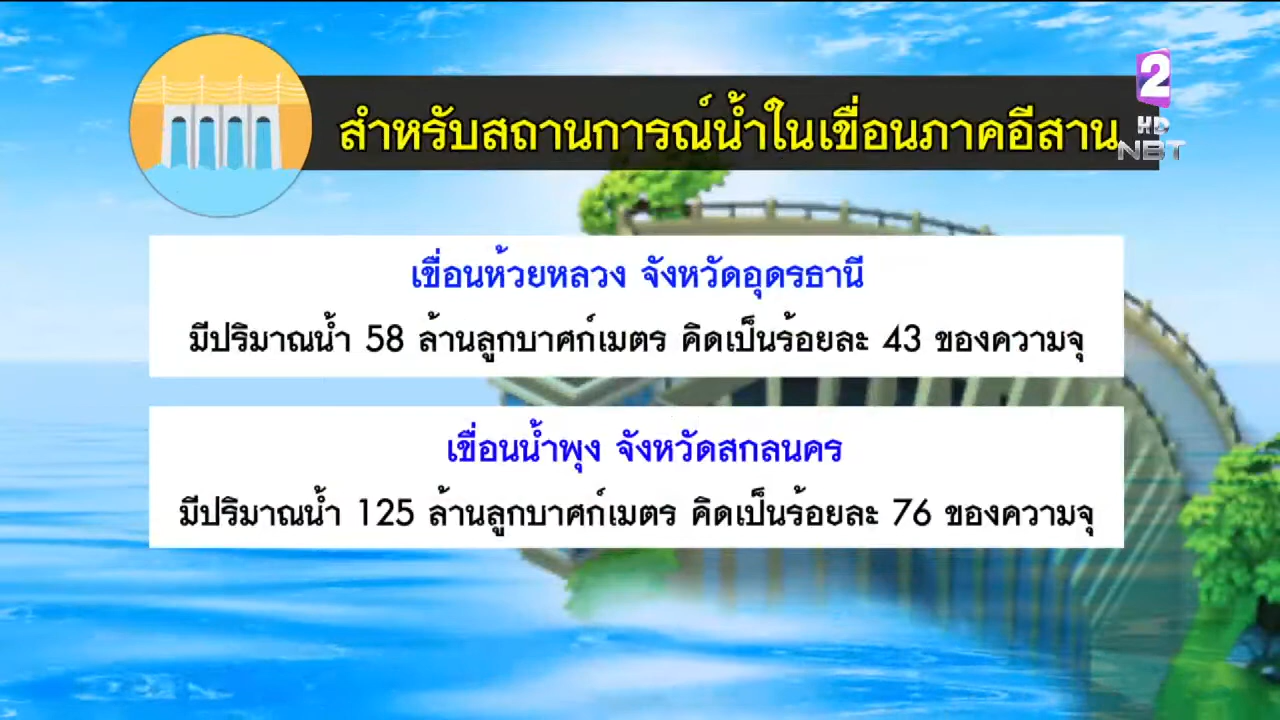 สำหรับสถานการณ์น้ำในเขื่อนภาคอีสาน
2
HD
NBT
เขื่อนห้วยหลวง จังหวัดอุดรธานี
มีปริมาณน้ำ 58 ล้านลูกบาศก์เมตร คิดเป็นร้อยละ 43 ของความจุ
เขื่อนน้ำพุง จังหวัดสกลนคร
มีปริมาณน้ำ 125 ล้านลูกบาศก์เมตร คิดเป็นร้อยละ 76 ของความจุ